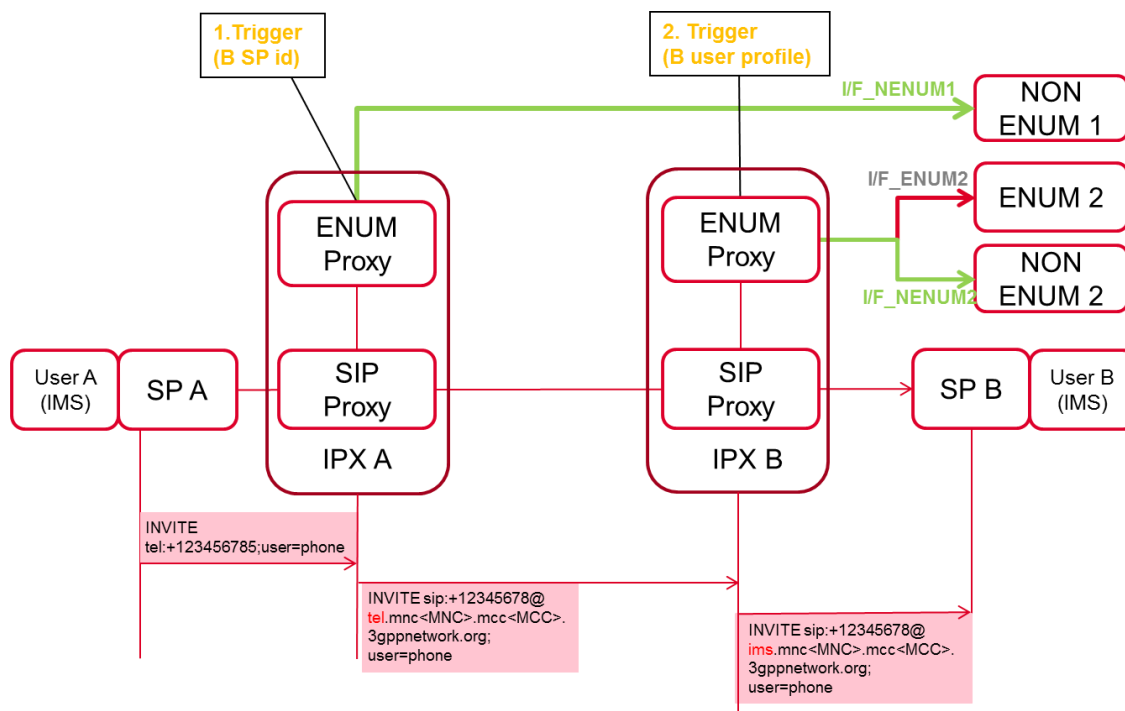 1.Trigger
(B SP id)
2. Trigger
(B user profile)
I/F_NENUM1
NON
ENUM 1
I/F_ENUM2
ENUM 2
ENUM
Proxy
ENUM
Proxy
NON
ENUM 2
I/F_NENUM2
User A
(IMS)
SP A
SIP
Proxy
SIP
Proxy
SP B
User B
(IMS)
IPX A
IPX B
INVITE
tel:+123456785;user=phone
INVITE sip:+12345678@
tel.mnc<MNC>.mcc<MCC>.
3gppnetwork.org;
user=phone
INVITE sip:+12345678@
ims.mnc<MNC>.mcc<MCC>.
3gppnetwork.org;
user=phone